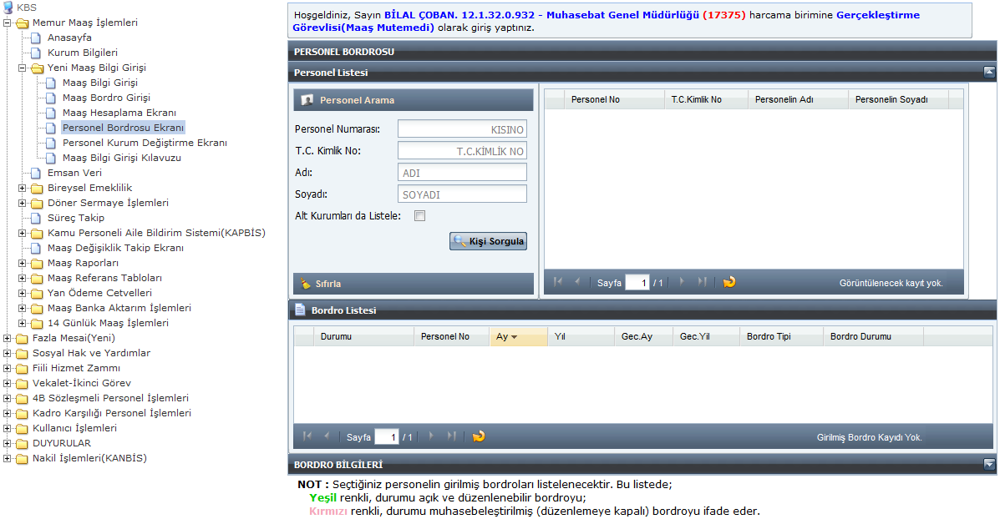 KBS
Memur Maaş İşlemleri
Anasayfa
Kurum Bilgileri
Yeni Maaş Bilgi Girişi
Maaş Bilgi Girişi
Maaş Bordro Girişi
Maaş Hesaplama Ekranı
Personel Bordrosu Ekranı
Personel Kurum Değiştirme Ekranı
Maaş Bilgi Girişi Kılavuzu
Emsan Veri
Bireysel Emeklilik
Döner Sermaye İşlemleri
Süreç Takip
Kamu Personeli Aile Bildirim Sistemi(KAPBİS)
Maaş Değişiklik Takip Ekranı
Maaş Raporları
Maaş Referans Tabloları
Yan Ödeme Cetvelleri
Maaş Banka Aktarım İşlemleri
14 Günlük Maaş İşlemleri
Fazla Mesai(Yeni)
Sosyal Hak ve Yardımlar
Fiili Hizmet Zammı
Vekalet-İkinci Görev
4B Sözleşmeli Personel İşlemleri
Kadro Karşılığı Personel İşlemleri
Kullanıcı İşlemleri
DUYURULAR
Nakil İşlemleri(KANBİS)
Hoşgeldiniz, Sayın BİLAL ÇOBAN. 12.1.32.0.932 - Muhasebat Genel Müdürlüğü (17375) harcama birimine Gerçekleştirme
Görevlisi(Maaş Mutemedi) olarak giriş yaptınız.
PERSONEL BORDROSU
Personel Listesi
Personel Arama
Personel Numarası: KISINO
T.C. Kimlik No: T.C.KİMLİK NO
Adı: ADI
Soyadı: SOYADI
Alt Kurumları da Listele:
Kişi Sorgula
Sıfırla
Personel No T.C.Kimlik No Personelin Adı Personelin Soyadı
Sayfa 1 / 1 Görüntülenecek kayıt yok.
Bordro Listesi
Durumu Personel No Ay Yıl Gec.Ay Gec.Yıl Bordro Tipi Bordro Durumu
Sayfa 1 / 1 Girilmiş Bordro Kayıdı Yok.
BORDRO BİLGİLERİ
NOT : Seçtiğiniz personelin girilmiş bordroları listelenecektir. Bu listede;
Yeşil renkli, durumu açık ve düzenlenebilir bordroyu;
Kırmızı renkli, durumu muhasebeleştirilmiş (düzenlemeye kapalı) bordroyu ifade eder.